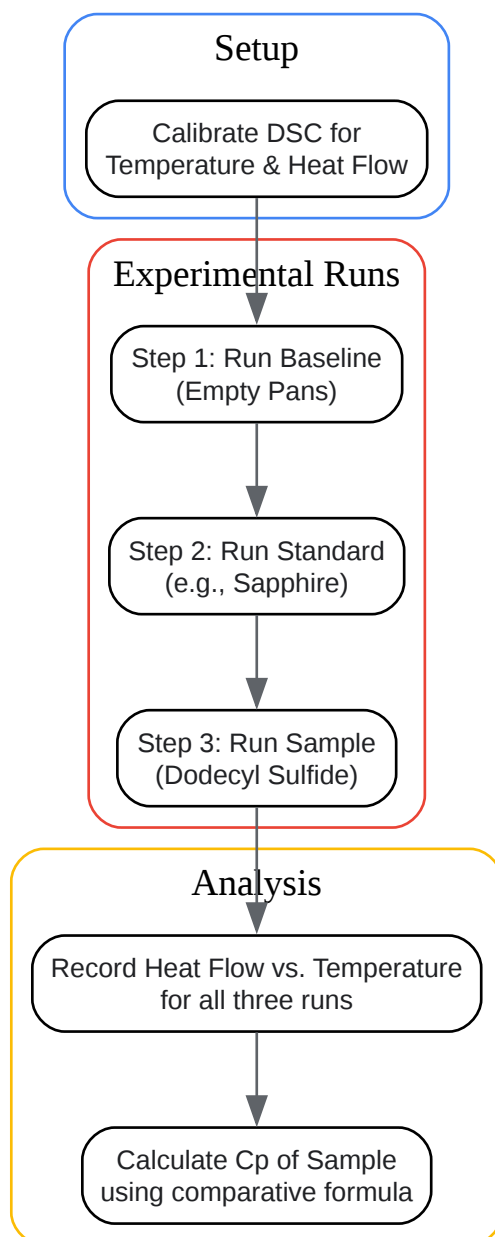 Setup
Calibrate DSC for
Temperature & Heat Flow
Experimental Runs
Step 1: Run Baseline
(Empty Pans)
Step 2: Run Standard
(e.g., Sapphire)
Step 3: Run Sample
(Dodecyl Sulfide)
Analysis
Record Heat Flow vs. Temperature
for all three runs
Calculate Cp of Sample
using comparative formula